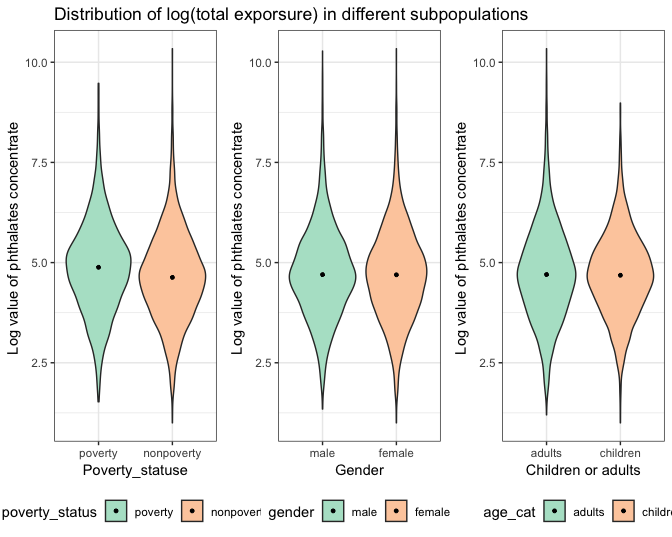 Distribution of log(total exporsure) in different subpopulations
Log value of phthalates concentrate
10.0
7.5
5.0
2.5
poverty nonpoverty
Poverty_statuse
Log value of phthalates concentrate
10.0
7.5
5.0
2.5
male female
Gender
Log value of phthalates concentrate
10.0
7.5
5.0
2.5
adults children
Children or adults
poverty_status poverty nonpovert
gender male female
age_cat adults childre